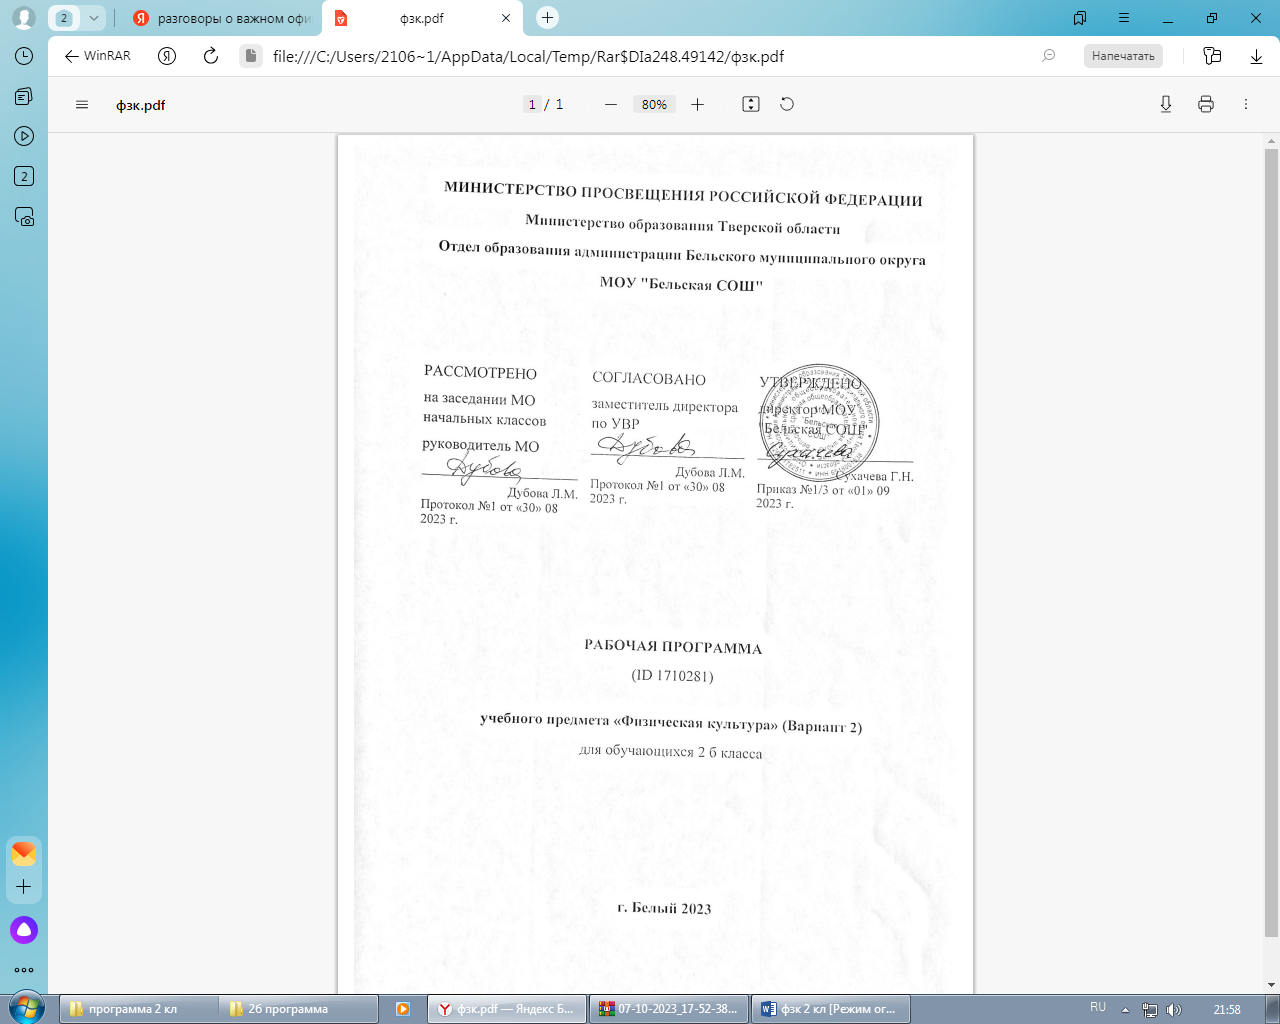 2
разговоры о важном офи
фзк.pdf
WinRAR
file:///C:/Users/2106~1/AppData/Local/Temp/Rar$DIa248.49142/фзк.pdf
Напечатать
фзк.pdf
1 / 1
80%
2
МИНИСТЕРСТВО ПРОСВЕЩЕНИЯ РОССИЙСКОЙ ФЕДЕРАЦИИ
Министерство образования Тверской области
Отдел образования администрации Бельского муниципального округа
МОУ "Бельская СОШ"
РАССМОТРЕНО
на заседании МО
начальных классов
руководитель МО
Дубова
Дубова Л.М.
Протокол №1 от «30» 08
2023 г.
СОГЛАСОВАНО
заместитель директора
по УВР
Дубова
Дубова Л.М.
Протокол №1 от «30» 08
2023 г.
УТВЕРЖДЕНО
директор МОУ
"Бельская СОШ"
Сухачева
Сухачева Г.Н.
Приказ №1/3 от «01» 09
2023 г.
РАБОЧАЯ ПРОГРАММА
(ID 1710281)
учебного предмета «Физическая культура» (Вариант 2)
для обучающихся 2 б класса
г. Белый 2023
программа 2 кл
2б программа
фзк.pdf — Яндекс Б...
07-10-2023_17-52-38...
фзк 2 кл [Режим ог...
RU
21:58